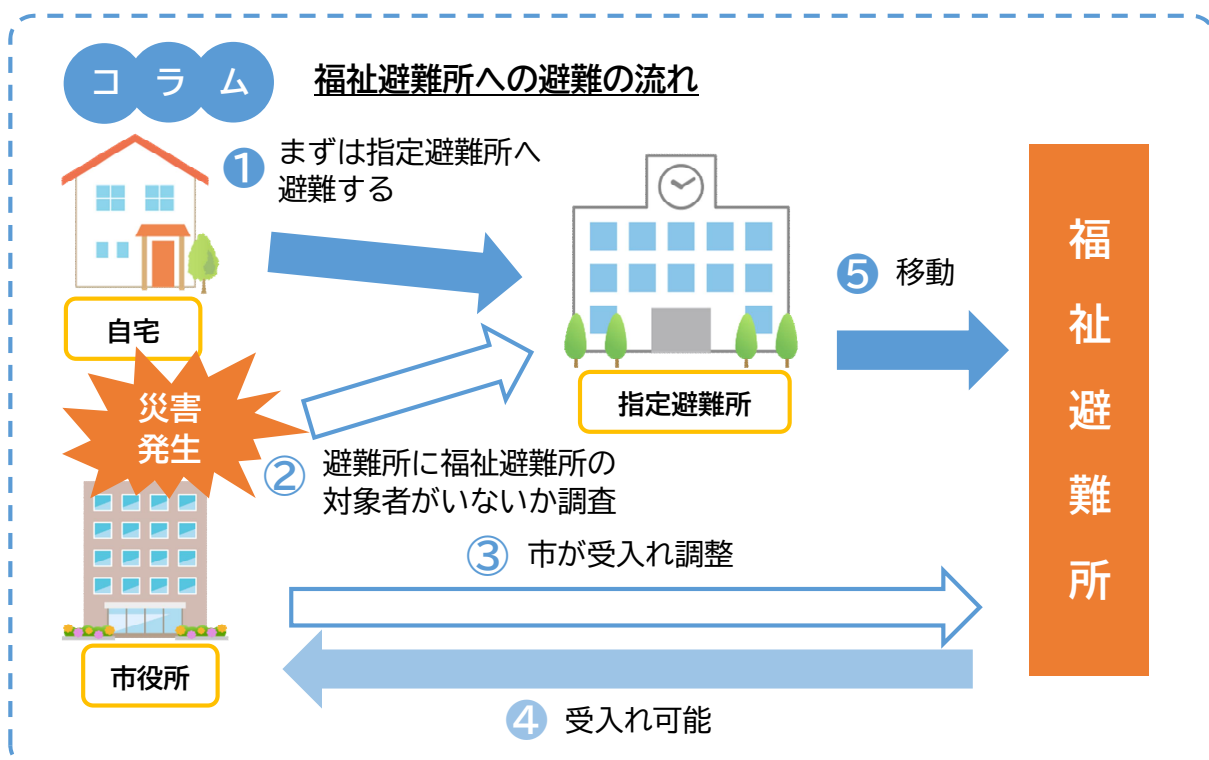 コラム
福祉避難所への避難の流れ
❶ まずは指定避難所へ
避難する
自宅
災害
発生
② 避難所に福祉避難所の
対象者がいないか調査
指定避難所
❺ 移動
福祉避難所
③ 市が受入れ調整
市役所
❹ 受入れ可能